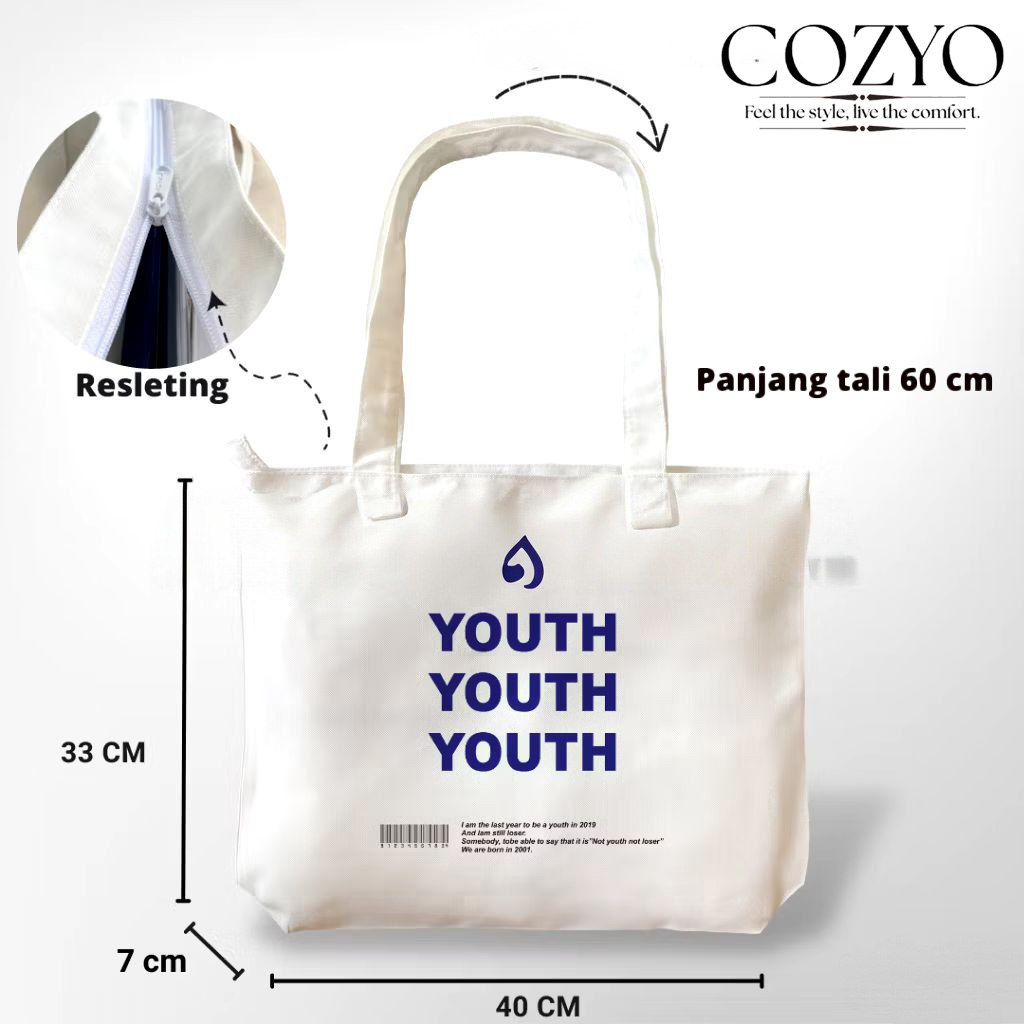 COZYO
Feel the style, live the comfort.
Resleting
Panjang tali 60 cm
YOUTH
YOUTH
YOUTH
33 CM
I am the last year to be a youth in 2019
And Iam still loser.
Somebody, tobe able to say that it is"Not youth not loser"
We are born in 2001.
7 cm
40 CM